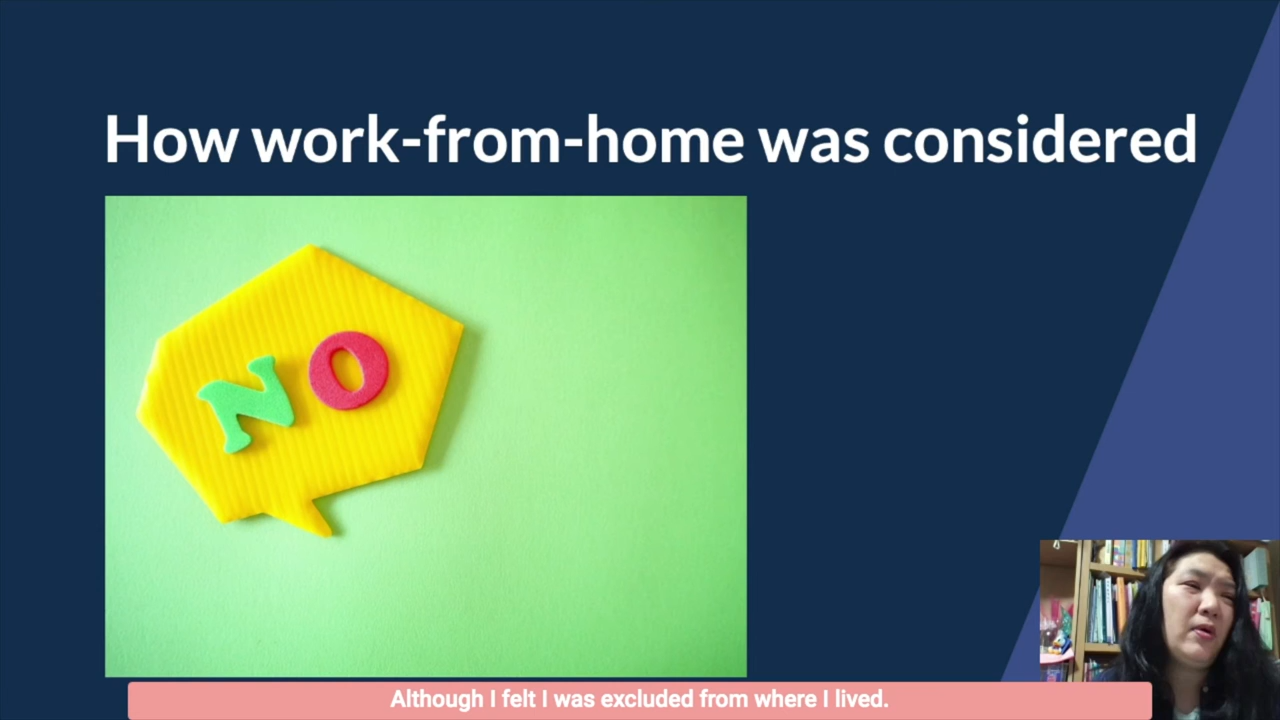 How work-from-home was considered
NO
Although I felt I was excluded from where I lived.